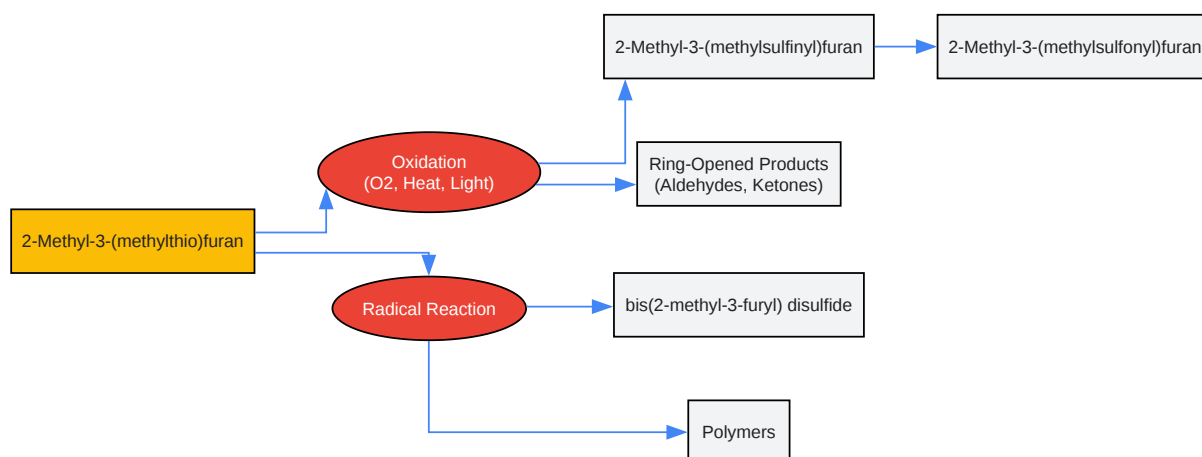 2-Methyl-3-(methylsulfinyl)furan
2-Methyl-3-(methylsulfonyl)furan
Oxidation
(O2, Heat, Light)
Ring-Opened Products
(Aldehydes, Ketones)
2-Methyl-3-(methylthio)furan
Radical Reaction
bis(2-methyl-3-furyl) disulfide
Polymers